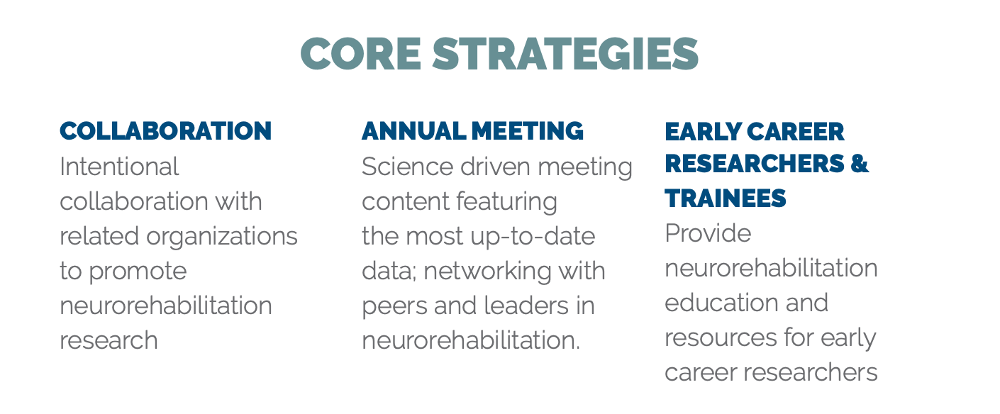 CORE STRATEGIES
COLLABORATION
Intentional
collaboration with
related organizations
to promote
neurorehabilitation
research
ANNUAL MEETING
Science driven meeting
content featuring
the most up-to-date
data; networking with
peers and leaders in
neurorehabilitation.
EARLY CAREER
RESEARCHERS &
TRAINEES
Provide
neurorehabilitation
education and
resources for early
career researchers